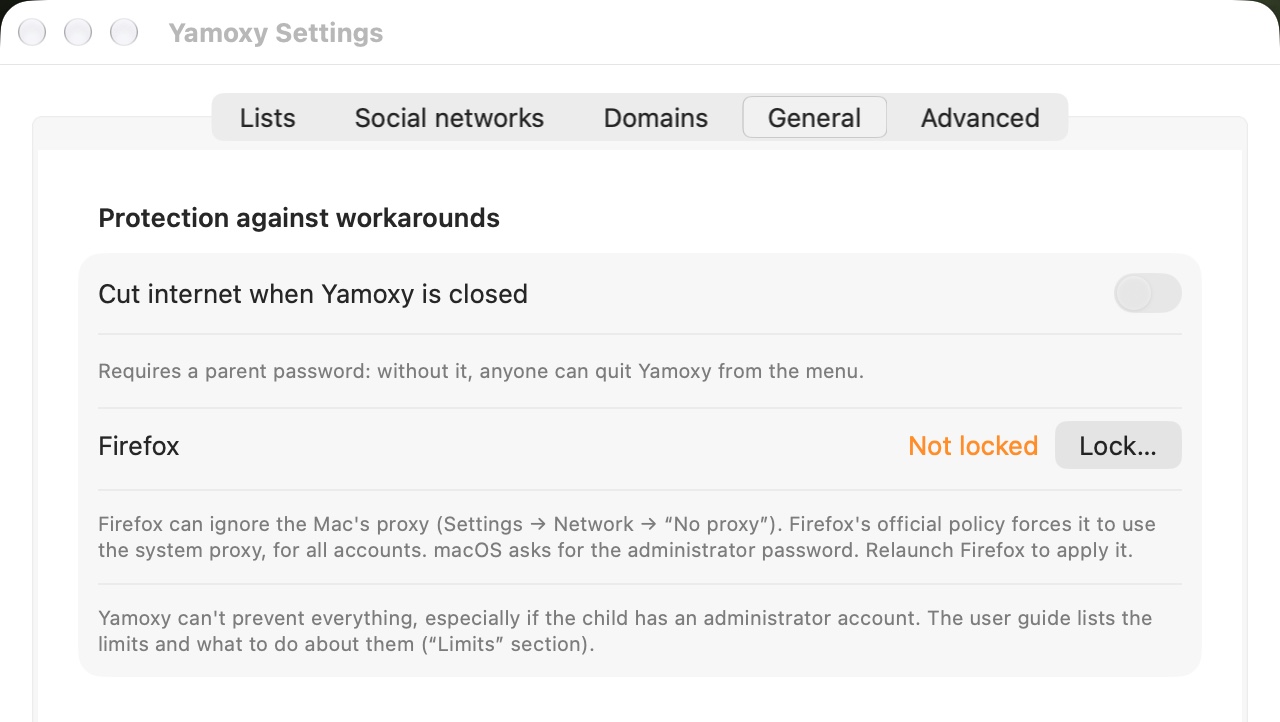 Yamoxy Settings
Lists
Social networks
Domains
General
Advanced
Protection against workarounds
Cut internet when Yamoxy is closed
Requires a parent password: without it, anyone can quit Yamoxy from the menu.
Firefox
Not locked
Lock...
Firefox can ignore the Mac's proxy (Settings → Network → “No proxy”). Firefox's official policy forces it to use
the system proxy, for all accounts. macOS asks for the administrator password. Relaunch Firefox to apply it.
Yamoxy can't prevent everything, especially if the child has an administrator account. The user guide lists the
limits and what to do about them (“Limits” section).